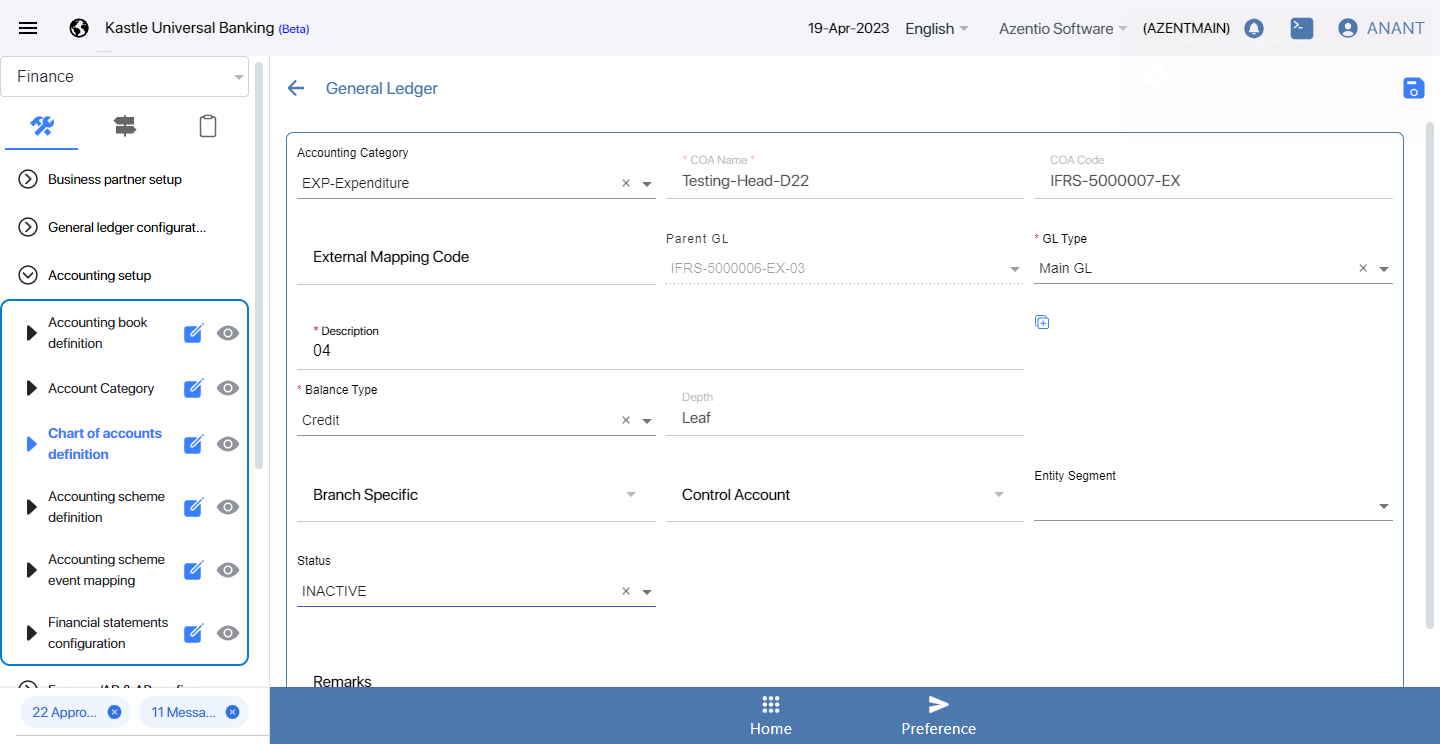 Kastle Universal Banking (Beta)
19-Apr-2023
English
Azentio Software
(AZENTMAIN)
ANANT
Finance
Business partner setup
General ledger configurat...
Accounting setup
Accounting book
definition
Account Category
Chart of accounts
definition
Accounting scheme
definition
Accounting scheme
event mapping
Financial statements
configuration
22 Appro...
11 Messa...
General Ledger
Accounting Category
EXP-Expenditure
* COA Name *
Testing-Head-D22
COA Code
IFRS-5000007-EX
External Mapping Code
Parent GL
IFRS-5000006-EX-03
* GL Type
Main GL
* Description
04
* Balance Type
Credit
Depth
Leaf
Branch Specific
Control Account
Entity Segment
Status
INACTIVE
Remarks
Home
Preference